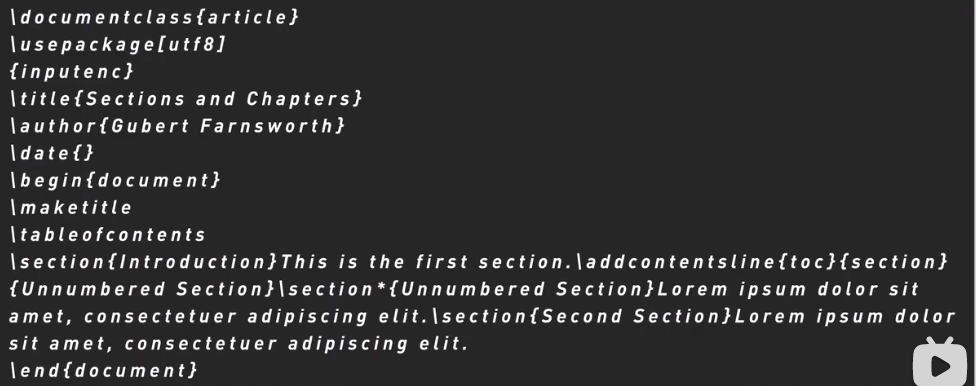 \documentclass{article}
\usepackage[utf8]
{inputenc}
\title{Sections and Chapters}
\author{Gubert Farnsworth}
\date{}
\begin{document}
\maketitle
\tableofcontents
\section{Introduction}This is the first section.\addcontentsline{toc}{section}
{Unnumbered Section}\section*{Unnumbered Section}Lorem ipsum dolor sit
amet, consectetuer adipiscing elit.\section{Second Section}Lorem ipsum dolor
sit amet, consectetuer adipiscing elit.
\end{document}